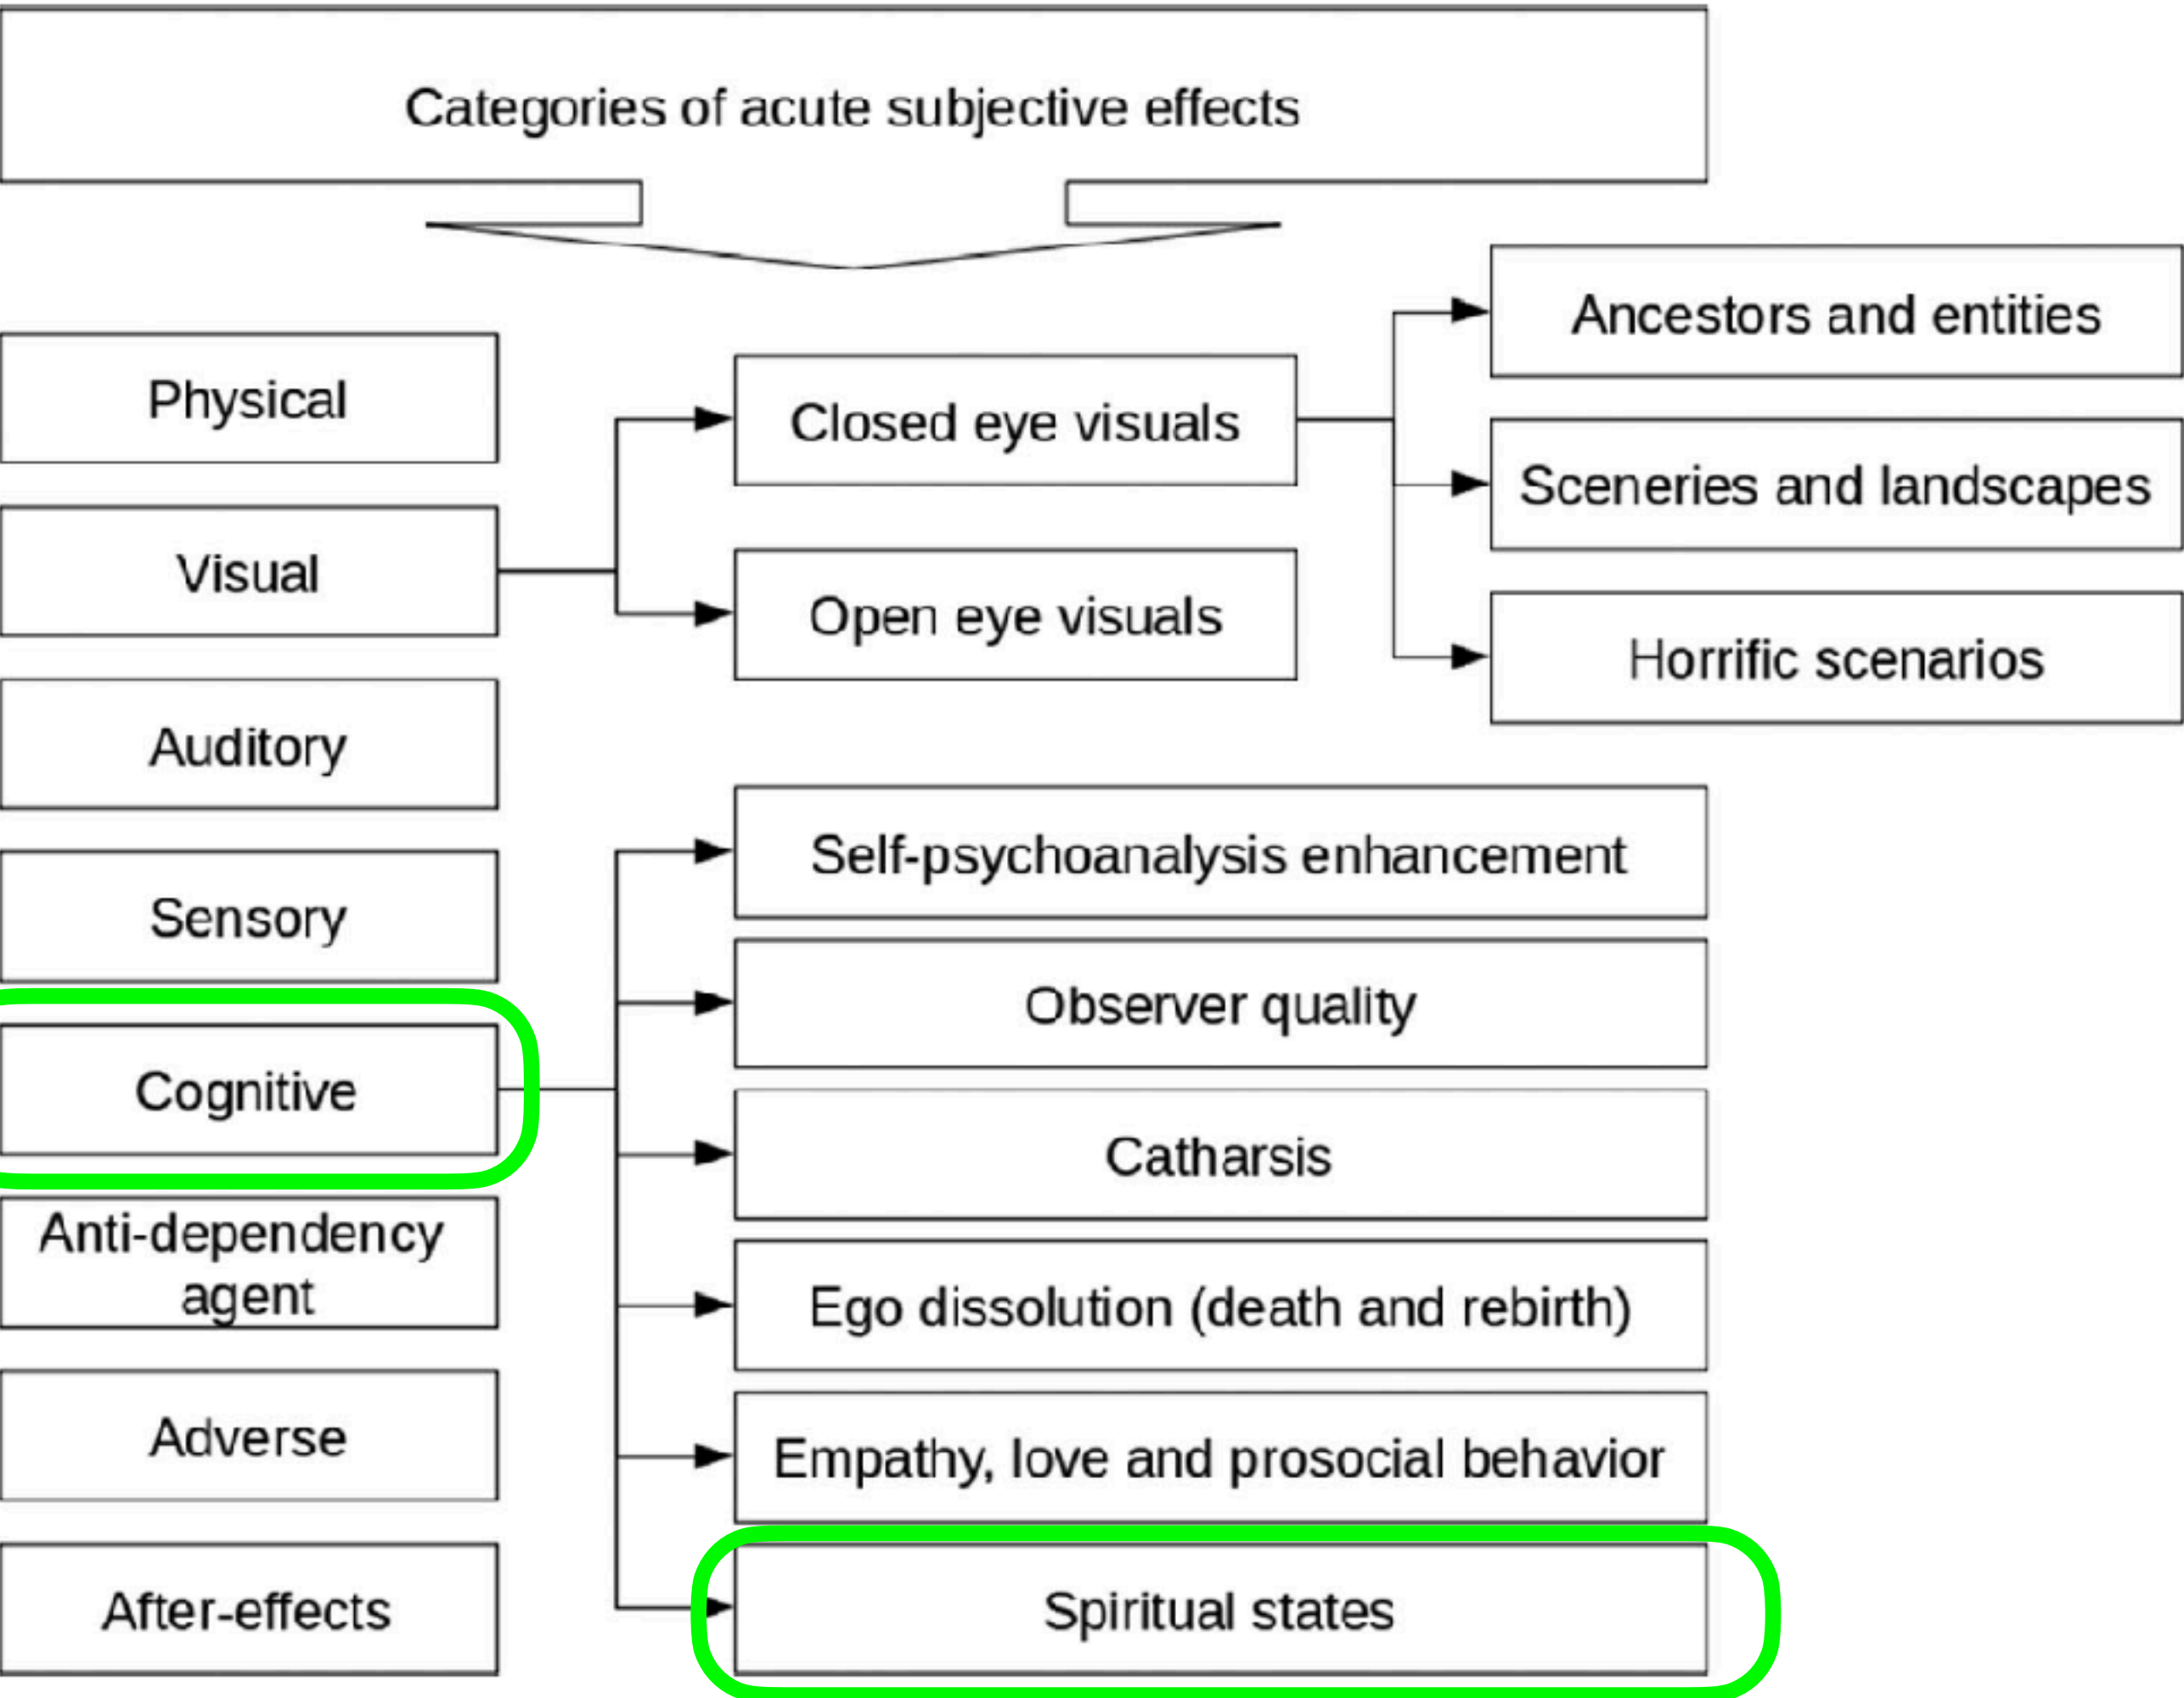 Categories of acute subjective effects
Physical
Visual
Auditory
Sensory
Cognitive
Anti-dependency
agent
Adverse
After-effects
Closed eye visuals
Open eye visuals
Ancestors and entities
Sceneries and landscapes
Horrific scenarios
Self-psychoanalysis enhancement
Observer quality
Catharsis
Ego dissolution (death and rebirth)
Empathy, love and prosocial behavior
Spiritual states